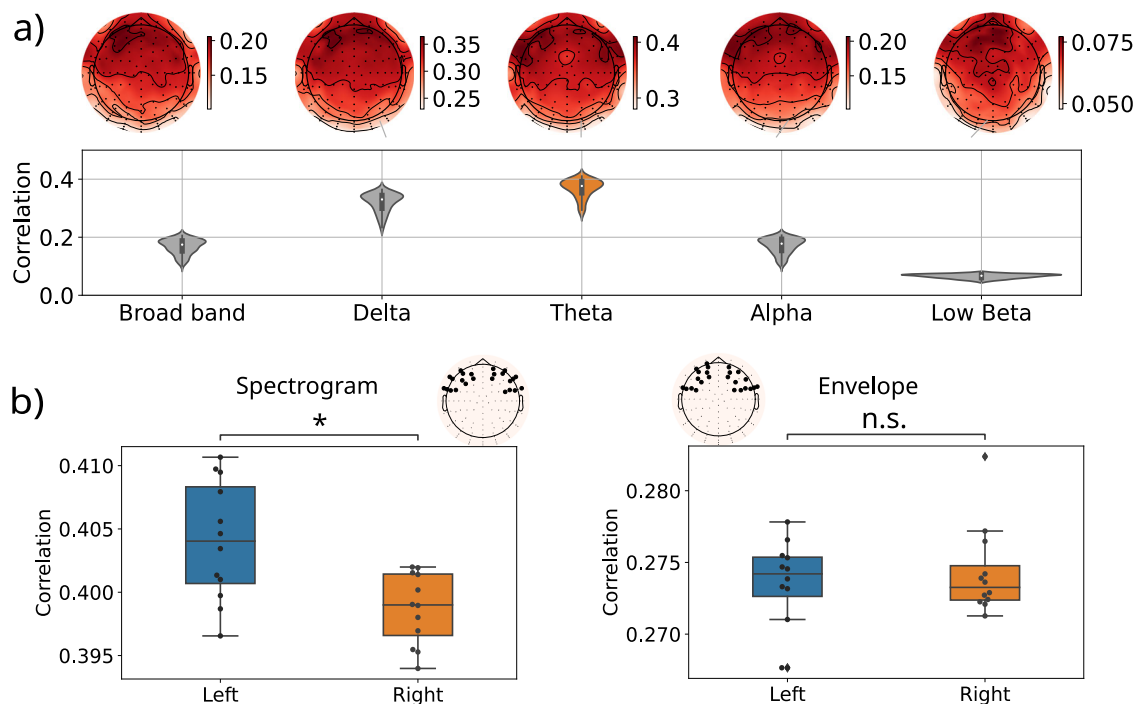 a)
0.20
0.15
0.35
0.30
0.25
0.4
0.3
0.20
0.15
0.075
0.050
Correlation
0.4
0.2
0.0
Broad band Delta Theta Alpha Low Beta
b)
Spectrogram
*
Correlation
0.410
0.405
0.400
0.395
Left Right
Envelope
n.s.
Correlation
0.280
0.275
0.270
Left Right